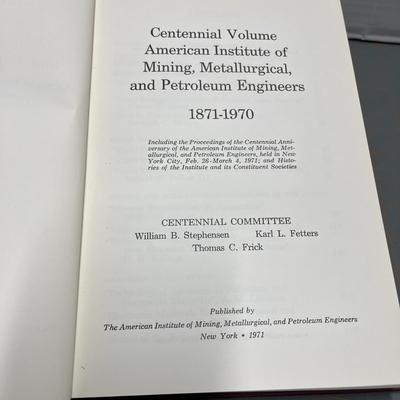 Centennial Volume
American Institute of
Mining, Metallurgical,
and Petroleum Engineers
1871-1970
Including the Proceedings of the Centennial Anni-
versary of the American Institute of Mining, Met-
allurgical, and Petroleum Engineers, held in New
York City, Feb. 26-March 4, 1971; and Histo-
ries of the Institute and its Constituent Societies
CENTENNIAL COMMITTEE
William B. Stephensen Karl L. Fetters
Thomas C. Frick
Published by
The American Institute of Mining, Metallurgical, and Petroleum Engineers
New York • 1971